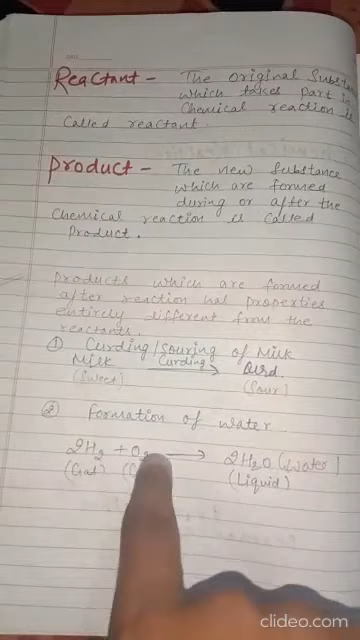 Reactant - The original Substan
which takes part in
Chemical reaction is
called reactant.
Product - The new Substance
which are formed
during or after the
Chemical reaction is called
Product.
Products which are formed
after reaction has properties
entirely different from the
reactants.
① Curding/Souring of Milk
Milk Curding → Curd.
(Sweet) (Sour)
② Formation of water
2H2 + O2 → 2H2O (Water)
(Gas) (Liquid)
clideo.com